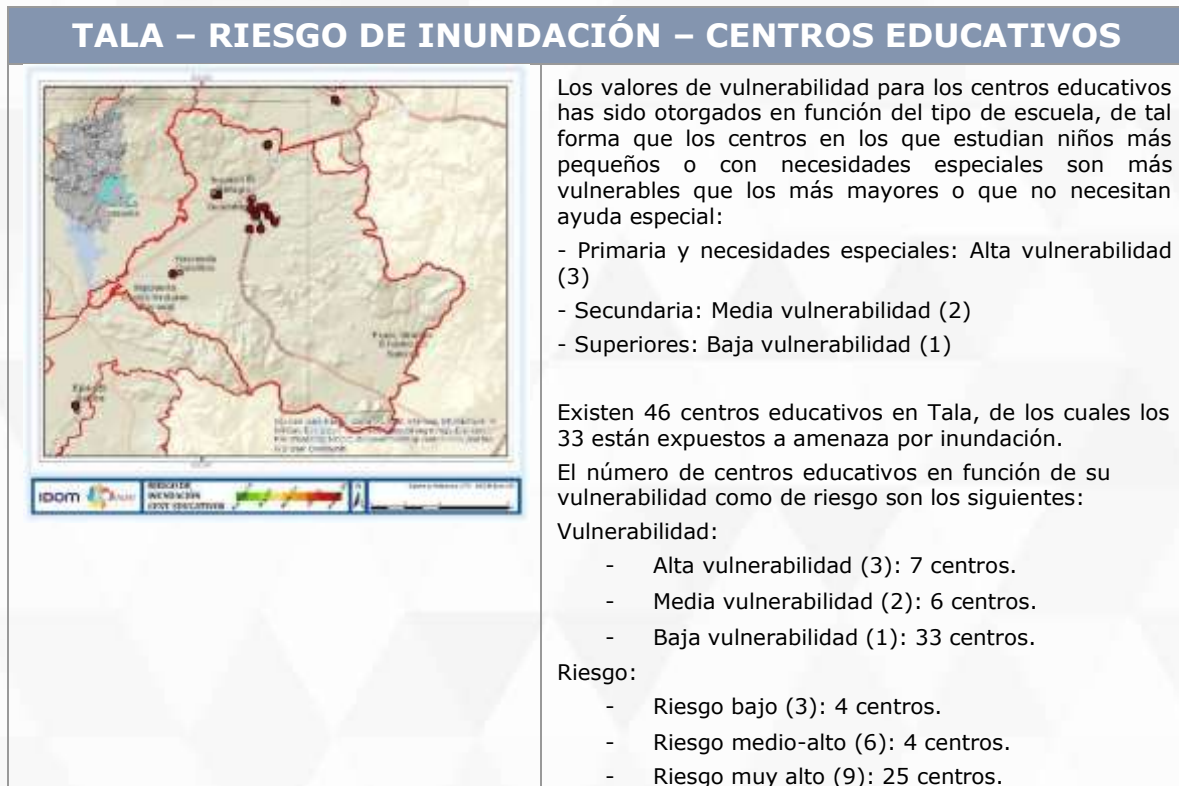 TALA – RIESGO DE INUNDACIÓN – CENTROS EDUCATIVOS
Los valores de vulnerabilidad para los centros educativos
has sido otorgados en función del tipo de escuela, de tal
forma que los centros en los que estudian niños más
pequeños o con necesidades especiales son más
vulnerables que los más mayores o que no necesitan
ayuda especial:
- Primaria y necesidades especiales: Alta vulnerabilidad
(3)
- Secundaria: Media vulnerabilidad (2)
- Superiores: Baja vulnerabilidad (1)
Existen 46 centros educativos en Tala, de los cuales los
33 están expuestos a amenaza por inundación.
El número de centros educativos en función de su
vulnerabilidad como de riesgo son los siguientes:
Vulnerabilidad:
- Alta vulnerabilidad (3): 7 centros.
- Media vulnerabilidad (2): 6 centros.
- Baja vulnerabilidad (1): 33 centros.
Riesgo:
- Riesgo bajo (3): 4 centros.
- Riesgo medio-alto (6): 4 centros.
- Riesgo muy alto (9): 25 centros.
IDOM
RIESGO DE
INUNDACIÓN
CENT EDUCATIVOS